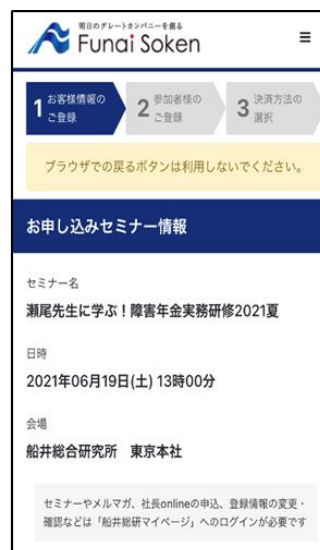 明日のグレートカンパニーを創る
Funai Soken
1 お客様情報の
ご登録
2 参加者様の
ご登録
3 決済方法の
選択
ブラウザでの戻るボタンは利用しないでください。
お申し込みセミナー情報
セミナー名
瀬尾先生に学ぶ！障害年金実務研修2021夏
日時
2021年06月19日(土) 13時00分
会場
船井総合研究所　東京本社
セミナーやメルマガ、社長onlineの申込、登録情報の変更・
確認などは「船井総研マイページ」へのログインが必要です